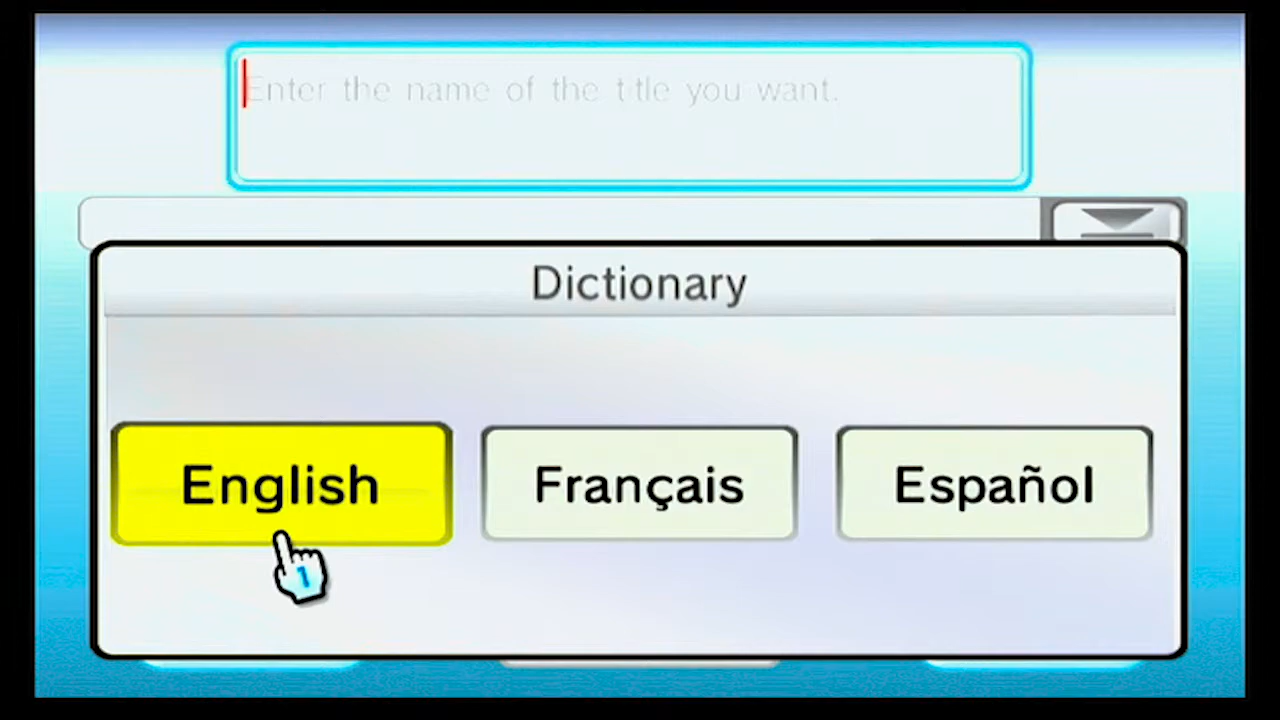 Enter the name of the title you want.
Dictionary
English
Français
Español
1